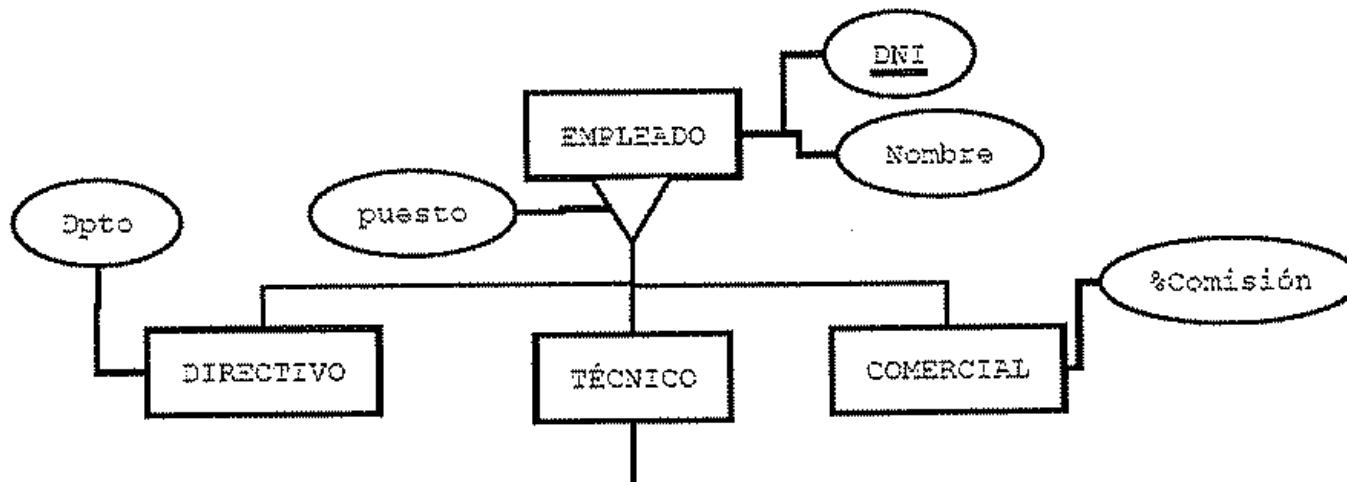 DNI
EMPLEADO
Nombre
Dpto
puesto
%Comisión
DIRECTIVO
TÉCNICO
COMERCIAL